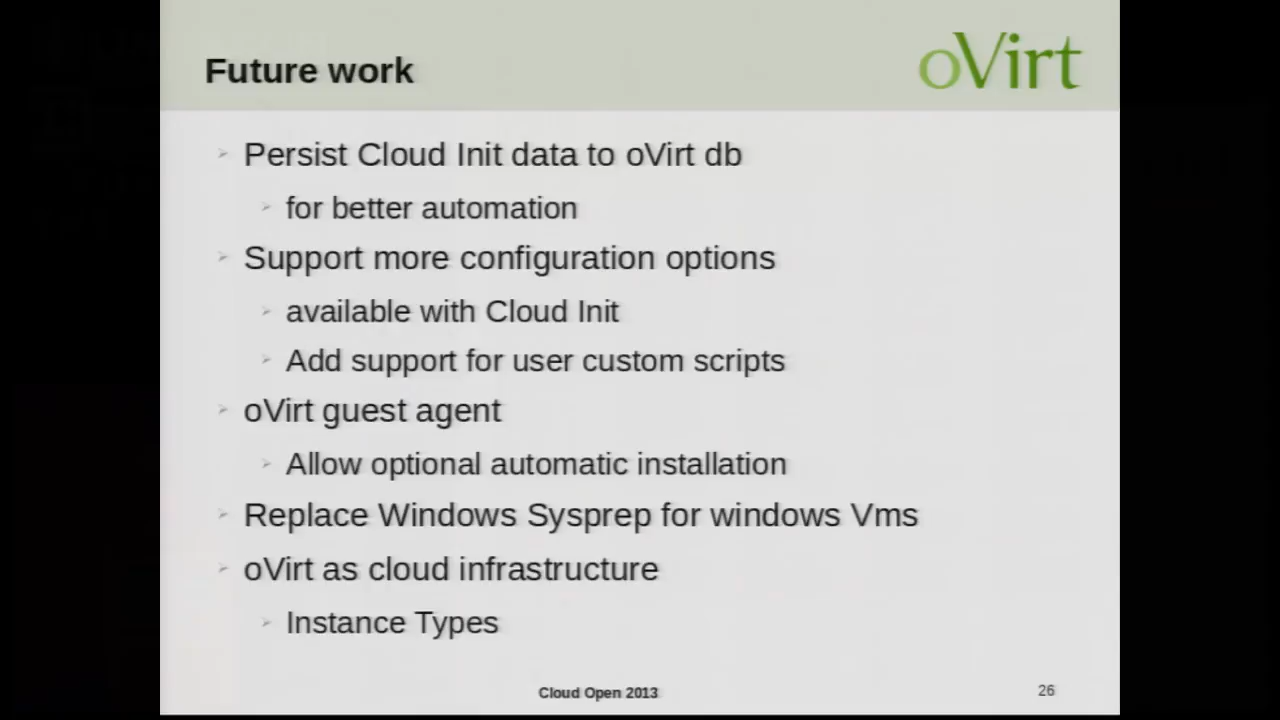 Future work
oVirt
Persist Cloud Init data to oVirt db
for better automation
Support more configuration options
available with Cloud Init
Add support for user custom scripts
oVirt guest agent
Allow optional automatic installation
Replace Windows Sysprep for windows Vms
oVirt as cloud infrastructure
Instance Types
Cloud Open 2013
26